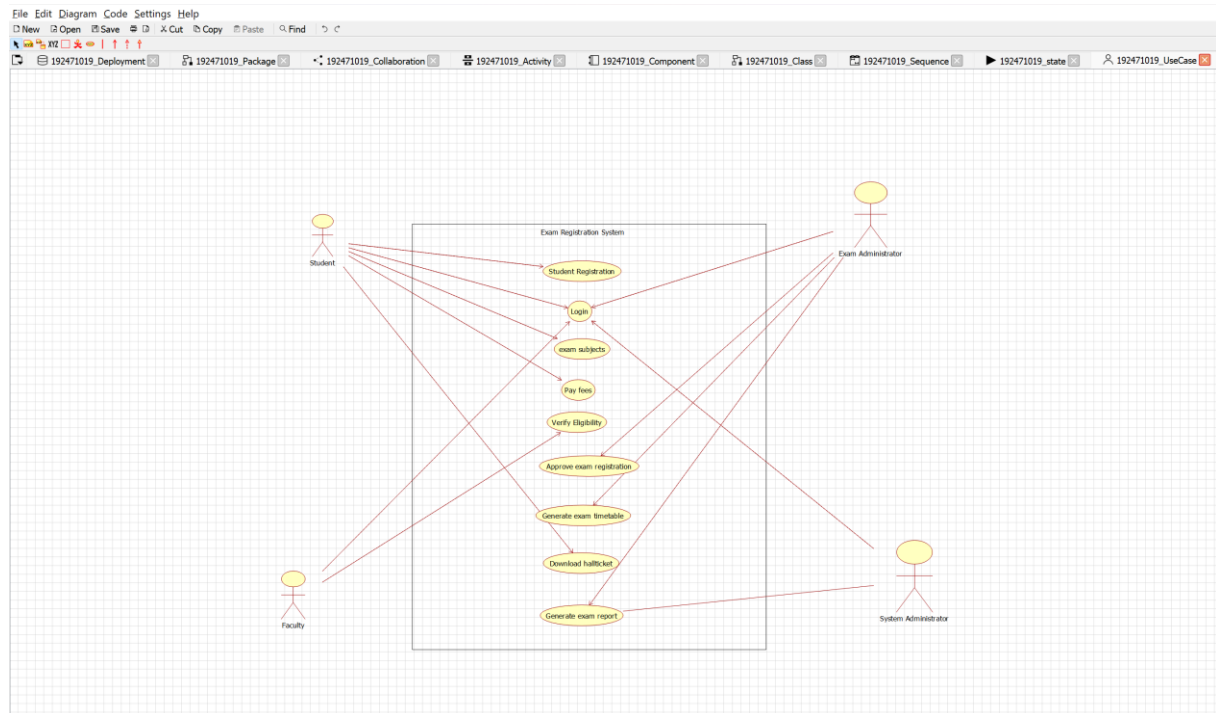 File Edit Diagram Code Settings Help
New Open Save Cut Copy Paste Find
XYZ
192471019_Deployment 192471019_Package 192471019_Collaboration 192471019_Activity 192471019_Component 192471019_Class 192471019_Sequence 192471019_state 192471019_UseCase
Exam Registration System
Student
Exam Administrator
Student Registration
Login
exam subjects
Pay fees
Verify Eligibility
Approve exam registration
Generate exam timetable
Download hallticket
Generate exam report
Faculty
System Administrator